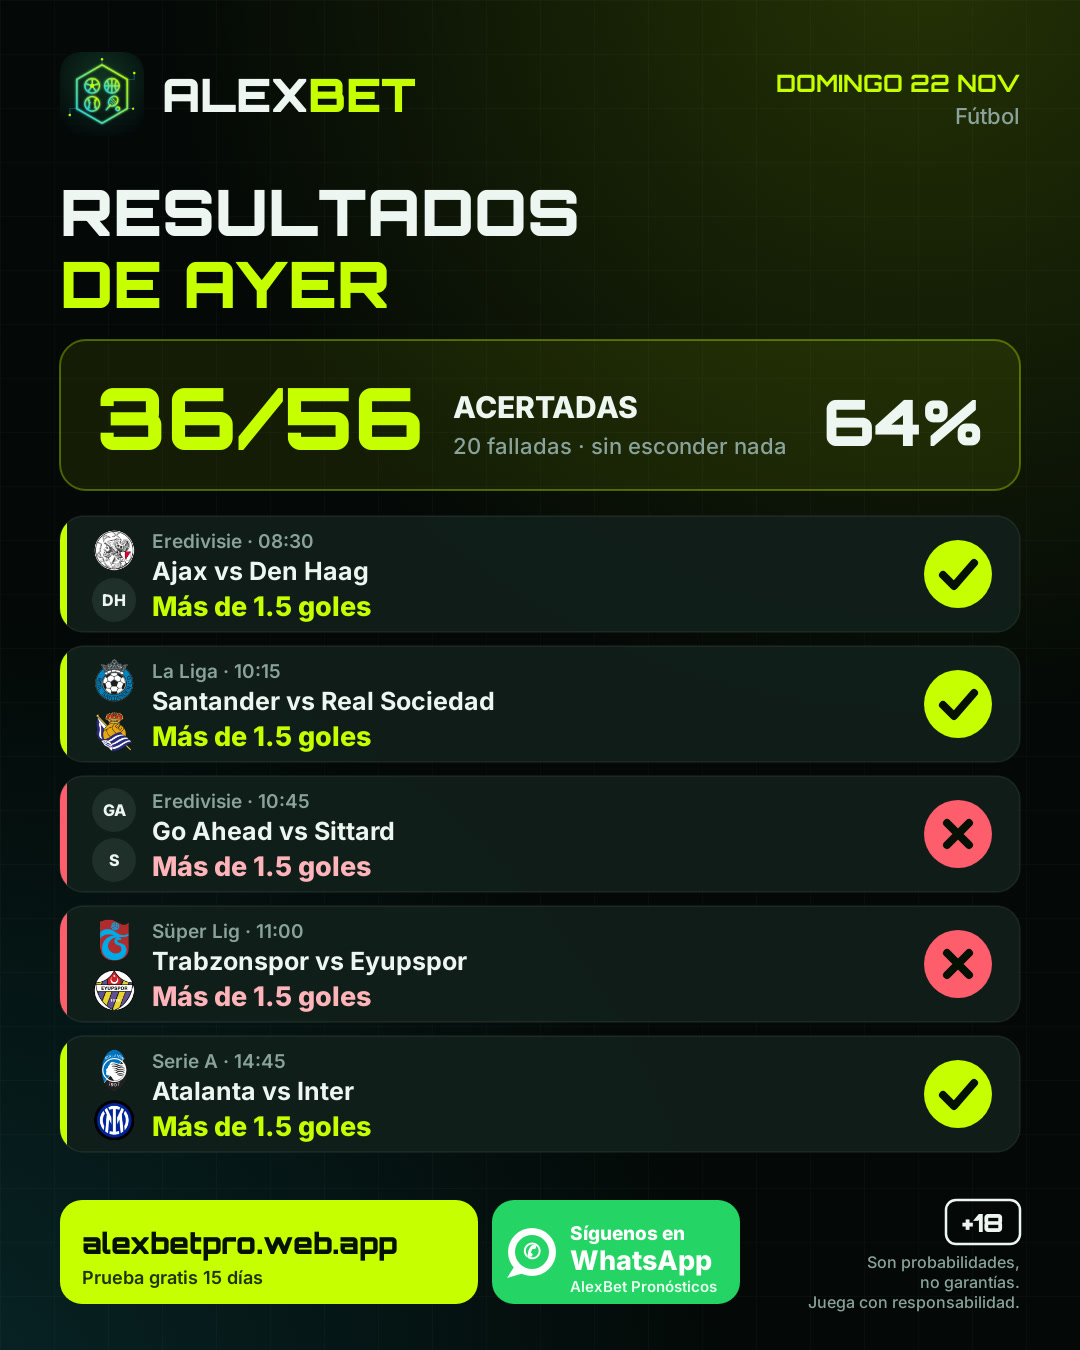 ALEXBET
DOMINGO 22 NOV
Fútbol
RESULTADOS
DE AYER
36/56
ACERTADAS
20 falladas · sin esconder nada
64%
Eredivisie · 08:30
Ajax vs Den Haag
DH
Más de 1.5 goles
La Liga · 10:15
Santander vs Real Sociedad
Más de 1.5 goles
GA
Eredivisie · 10:45
Go Ahead vs Sittard
S
Más de 1.5 goles
Süper Lig · 11:00
Trabzonspor vs Eyupspor
EYUPSPOR
Más de 1.5 goles
Serie A · 14:45
Atalanta vs Inter
Más de 1.5 goles
alexbetpro.web.app
Prueba gratis 15 días
Síguenos en
WhatsApp
AlexBet Pronósticos
+18
Son probabilidades,
no garantías.
Juega con responsabilidad.